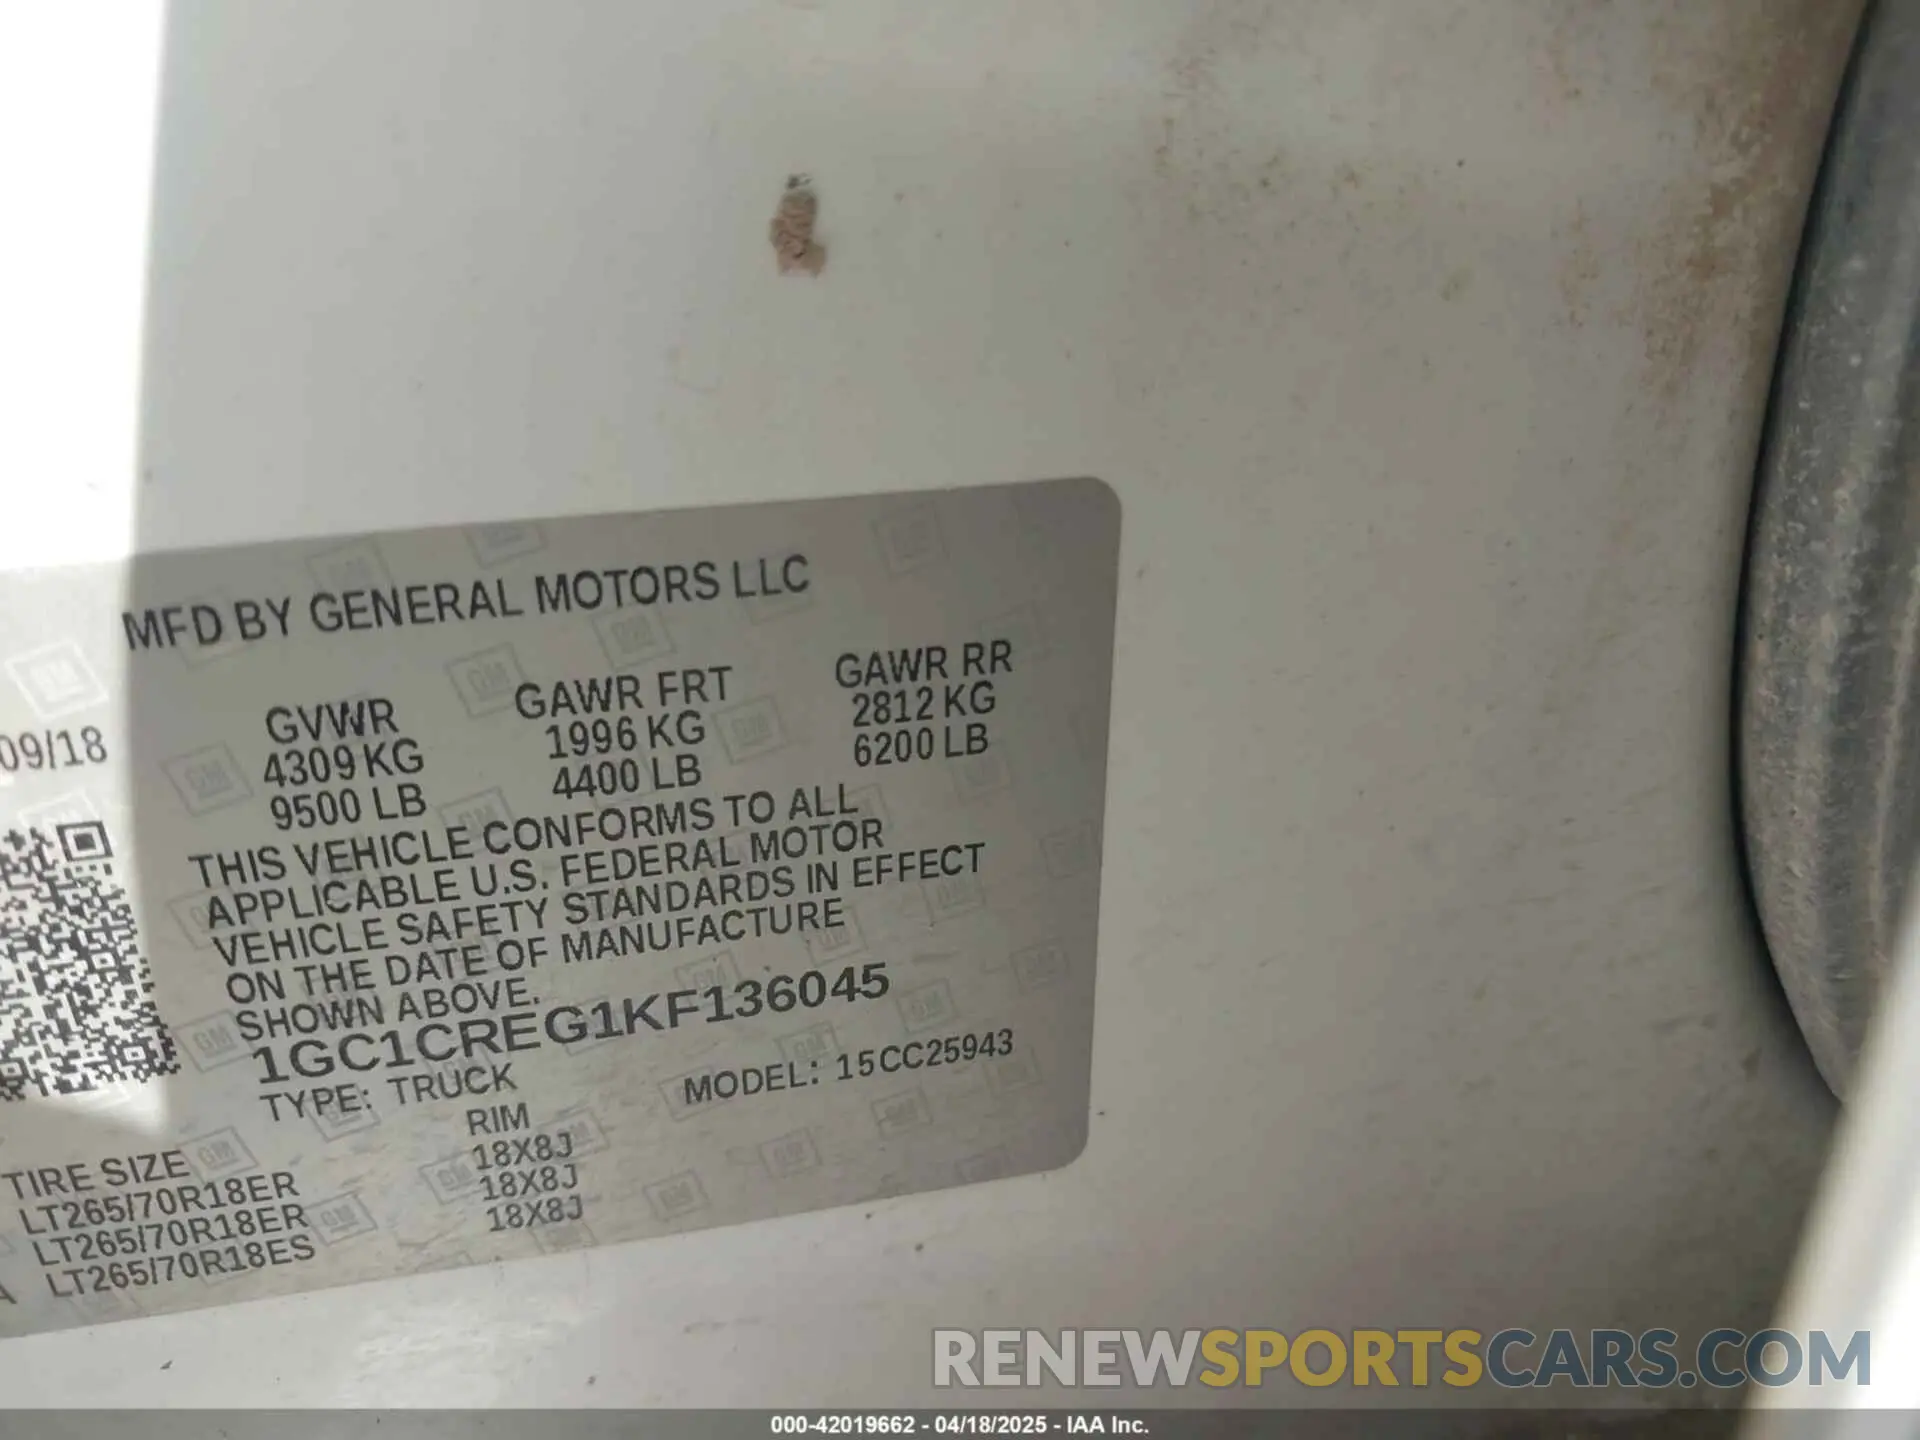 MFD BY GENERAL MOTORS LLC
09/18
GVWR GAWR FRT GAWR RR
4309 KG 1996 KG 2812 KG
9500 LB 4400 LB 6200 LB
THIS VEHICLE CONFORMS TO ALL
APPLICABLE U.S. FEDERAL MOTOR
VEHICLE SAFETY STANDARDS IN EFFECT
ON THE DATE OF MANUFACTURE
SHOWN ABOVE.
1GC1CREG1KF136045
TYPE: TRUCK MODEL: 15CC25943
TIRE SIZE RIM
LT265/70R18ER 18X8J
LT265/70R18ER 18X8J
LT265/70R18ES 18X8J
RENEWSPORTSCARS.COM
000-42019662 - 04/18/2025 - IAA Inc.